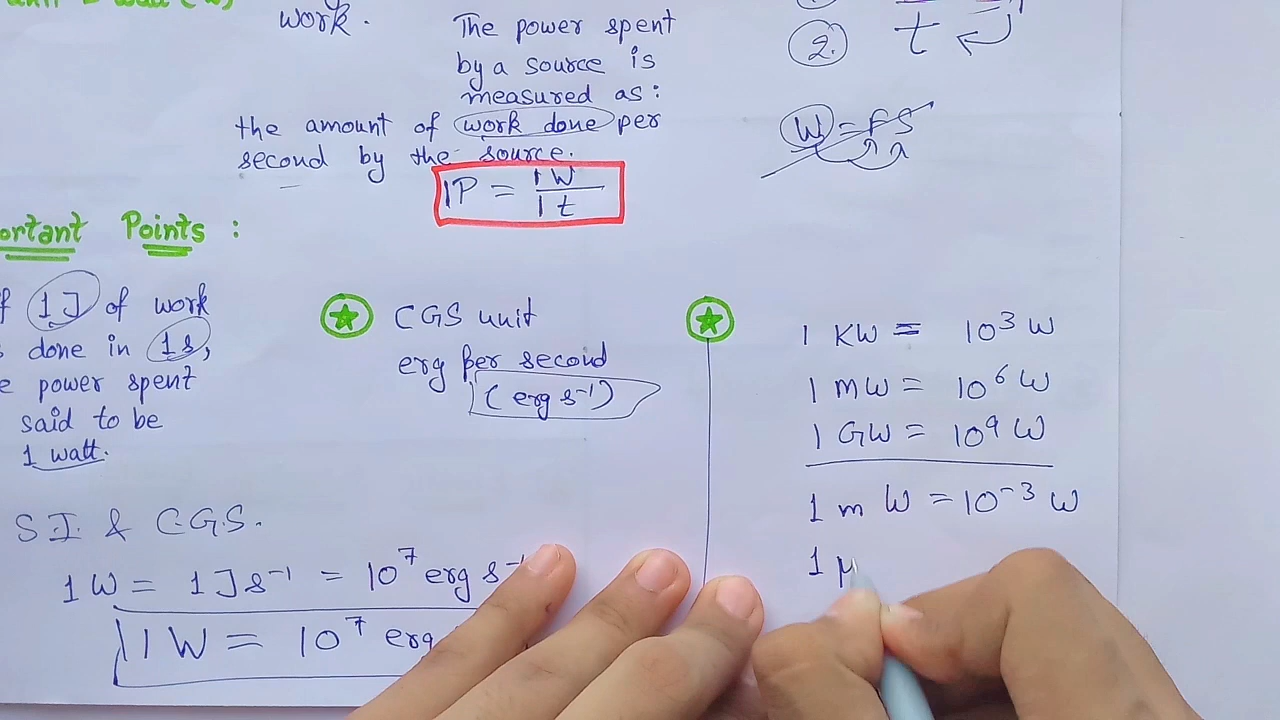 unit = watt (W)
work.
The power spent
by a source is
measured as:
the amount of work done per
second by the source.
1P = 1W / 1t
2.
t
W = F S
ortant Points :
f 1J of work
s done in 1s,
e power spent
said to be
1 watt.
CGS unit
erg per second
(erg s⁻¹)
1 KW = 10³ W
1 mW = 10⁶ W
1 GW = 10⁹ W
1 m W = 10⁻³ W
1 μ
S.I. & C.G.S.
1 W = 1 J s⁻¹ = 10⁷ erg s⁻
1 W = 10⁷ erg